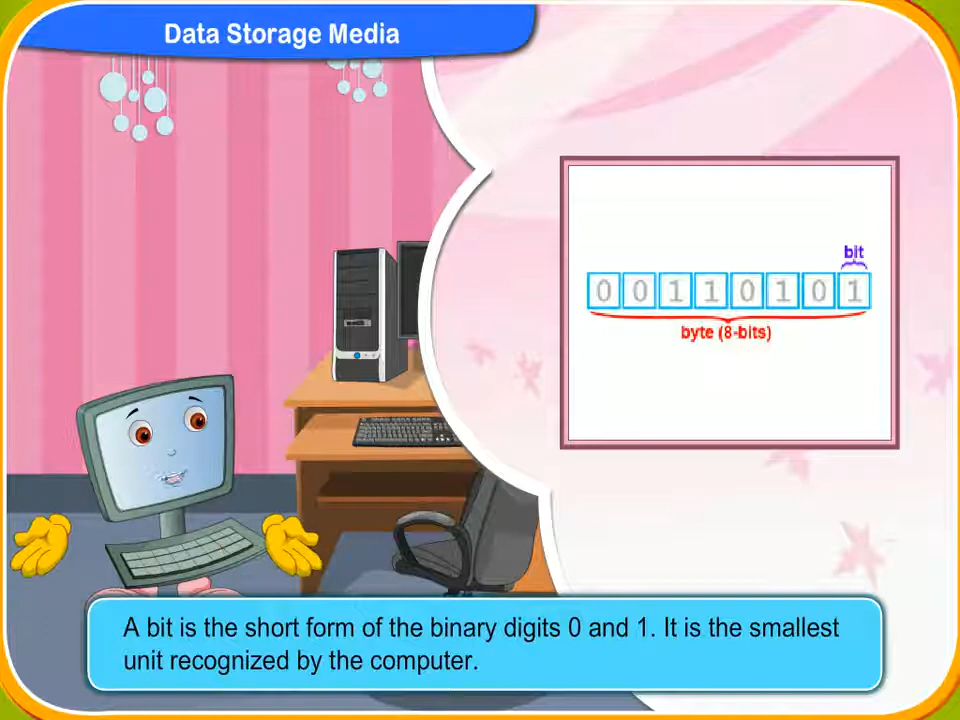 Data Storage Media
bit
0 0 1 1 0 1 0 1
byte (8-bits)
A bit is the short form of the binary digits 0 and 1. It is the smallest
unit recognized by the computer.